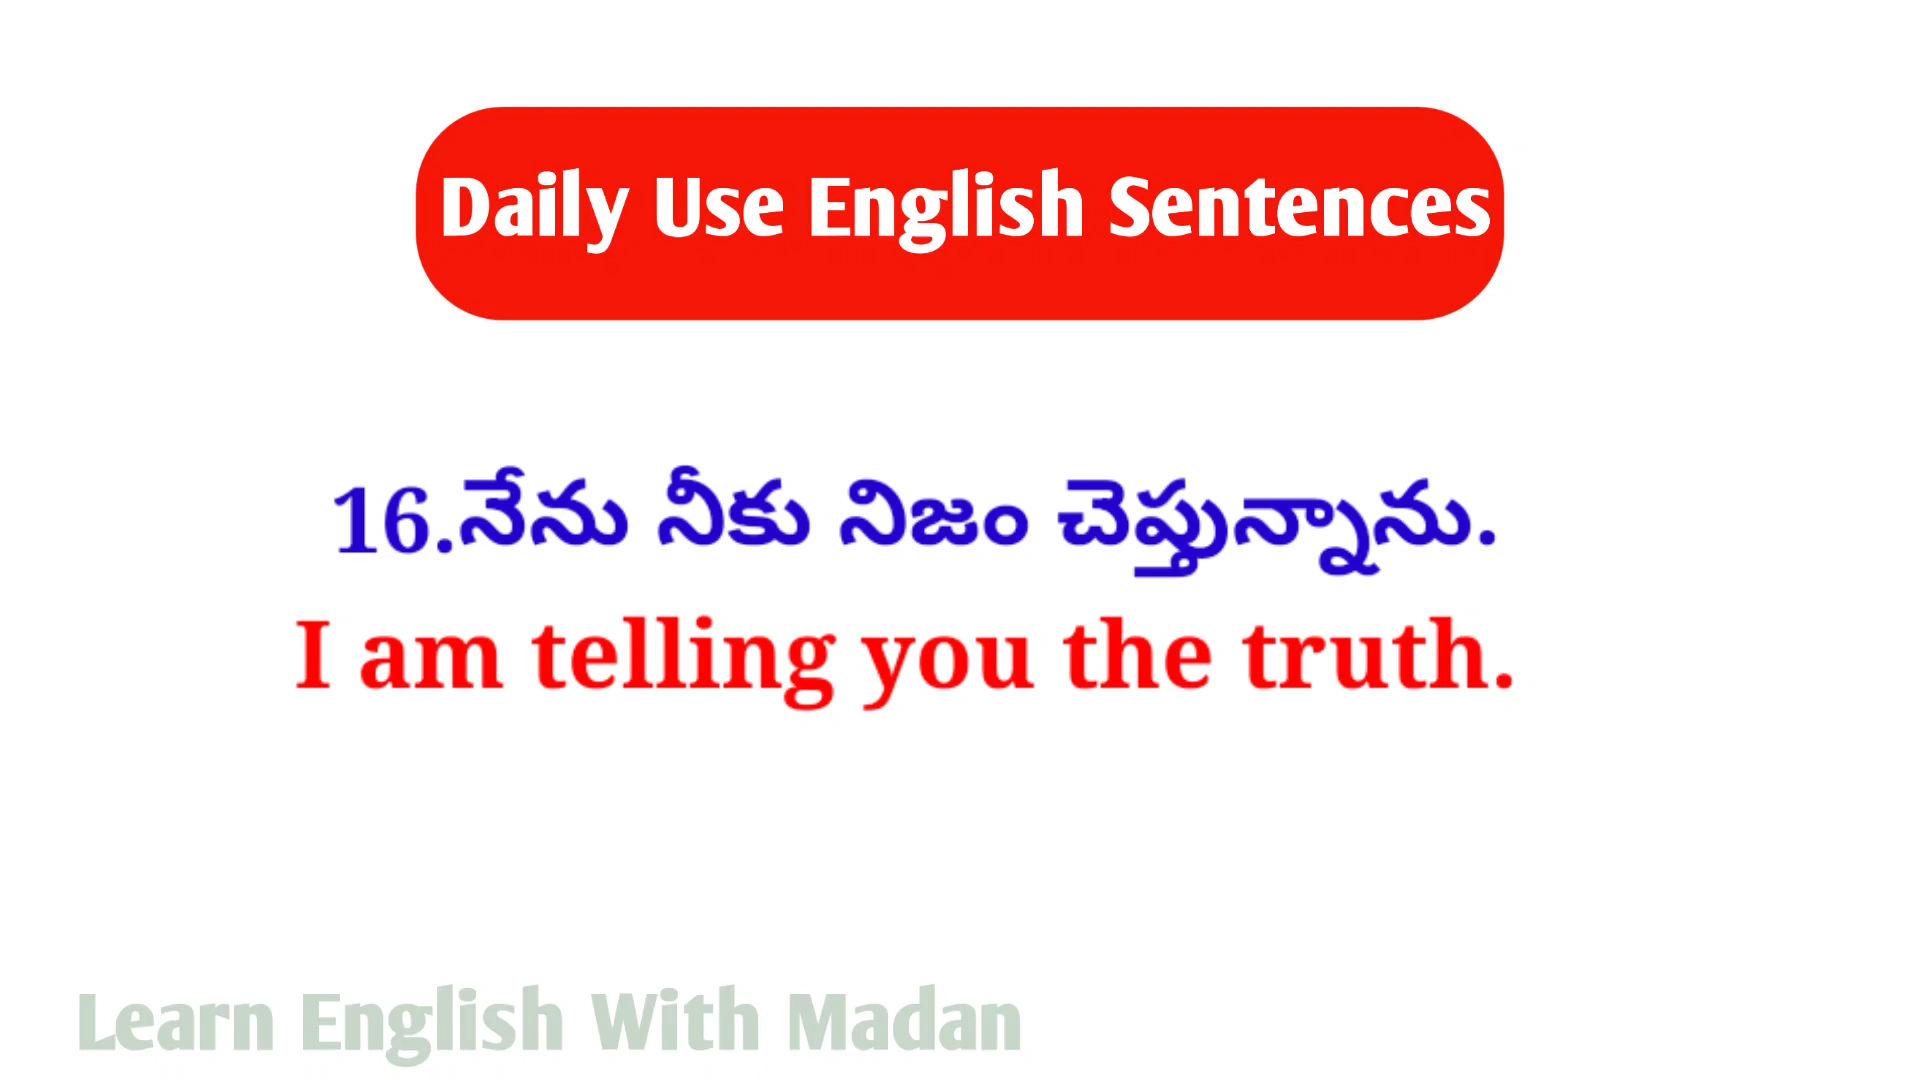 Daily Use English Sentences
16.నేను నీకు నిజం చెప్తున్నాను.
I am telling you the truth.
Learn English With Madan